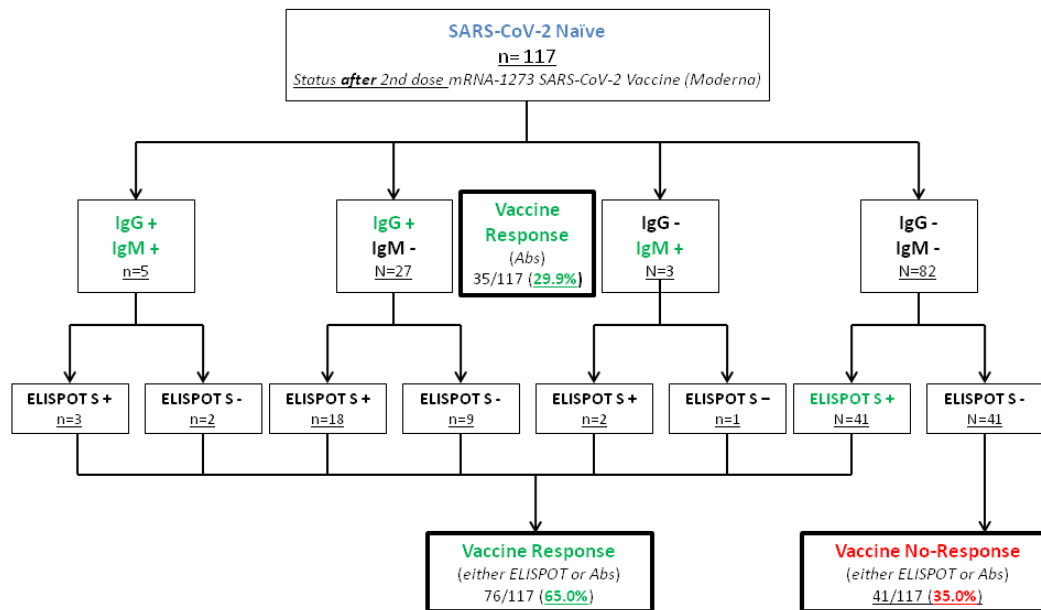 SARS-CoV-2 Naïve
n= 117
Status after 2nd dose mRNA-1273 SARS-CoV-2 Vaccine (Moderna)
IgG +
IgM +
n=5
IgG +
IgM -
N=27
Vaccine
Response
(Abs)
35/117 (29.9%)
IgG -
IgM +
N=3
IgG -
IgM -
N=82
ELISPOT S +
n=3
ELISPOT S -
n=2
ELISPOT S +
n=18
ELISPOT S -
n=9
ELISPOT S +
n=2
ELISPOT S –
n=1
ELISPOT S +
N=41
ELISPOT S -
N=41
Vaccine Response
(either ELISPOT or Abs)
76/117 (65.0%)
Vaccine No-Response
(either ELISPOT or Abs)
41/117 (35.0%)